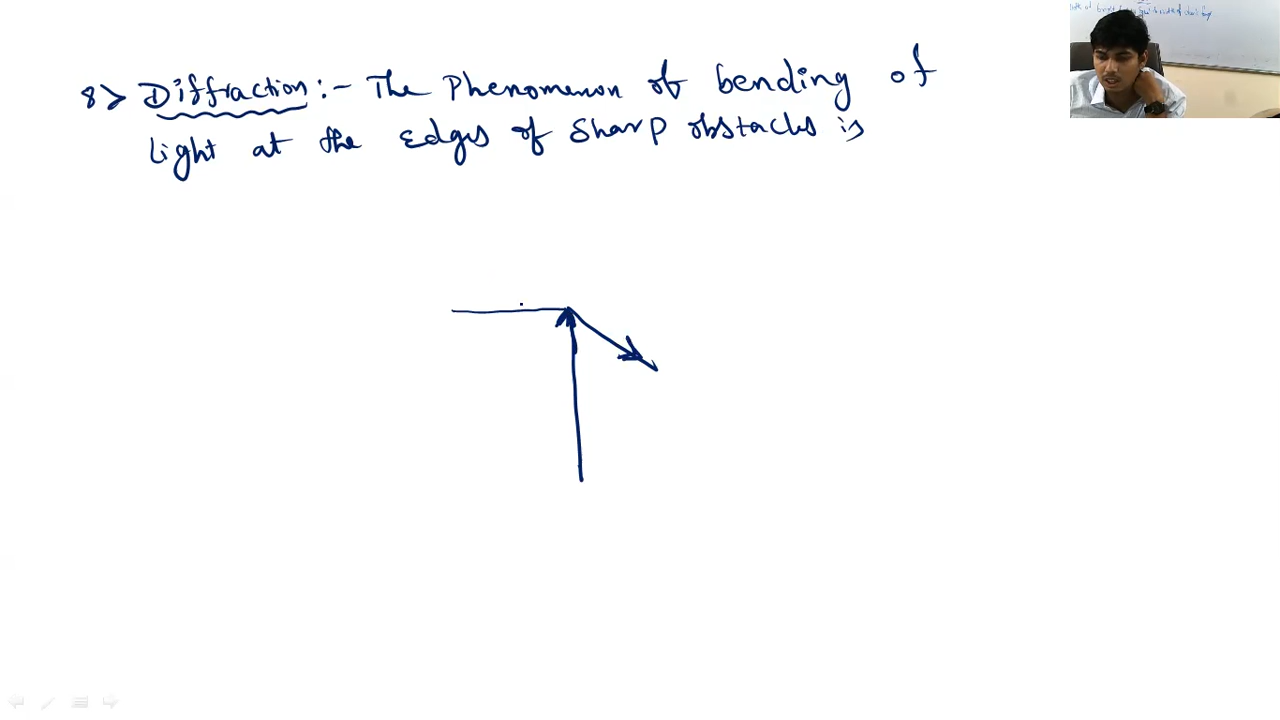 8> Diffraction :- The Phenomenon of bending of
light at the Edges of Sharp obstacles is